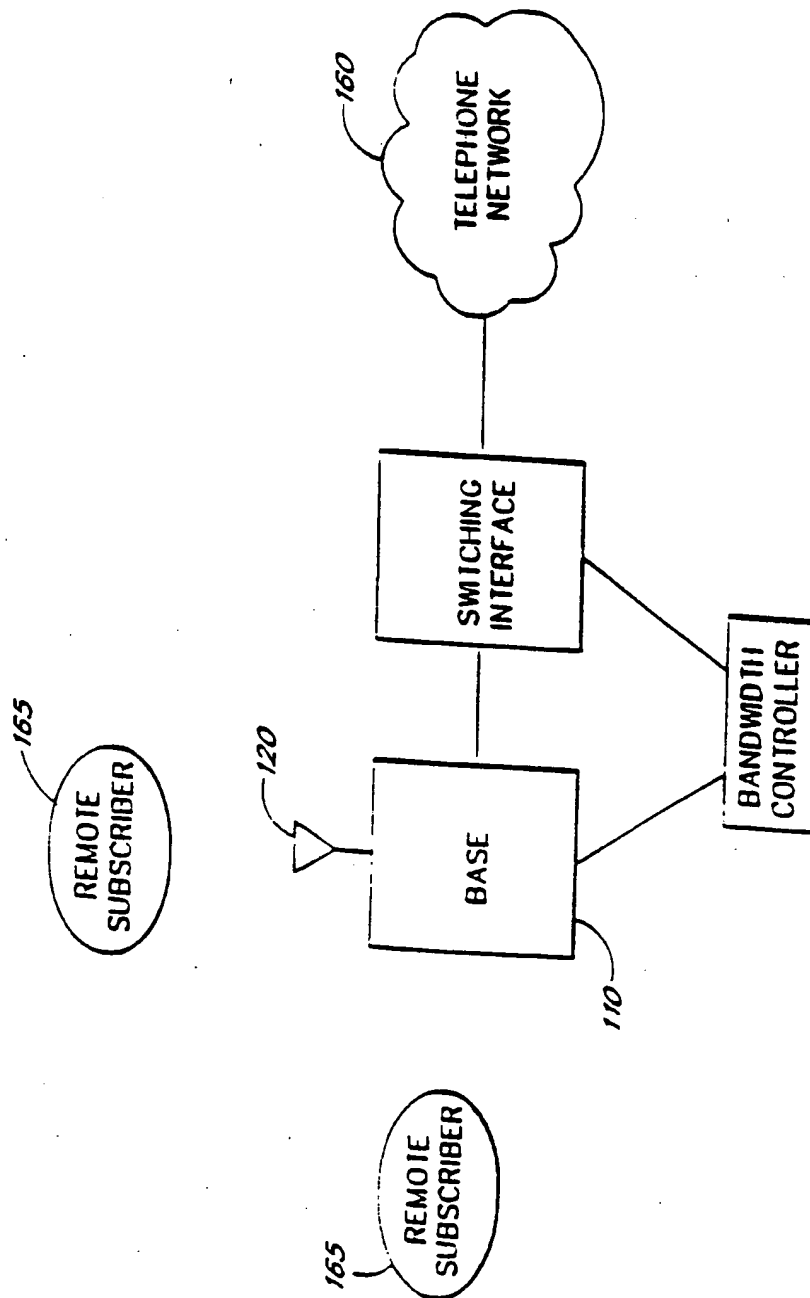 165
REMOTE
SUBSCRIBER
165
REMOTE
SUBSCRIBER
120
BASE
110
SWITCHING
INTERFACE
BANDWIDTH
CONTROLLER
160
TELEPHONE
NETWORK